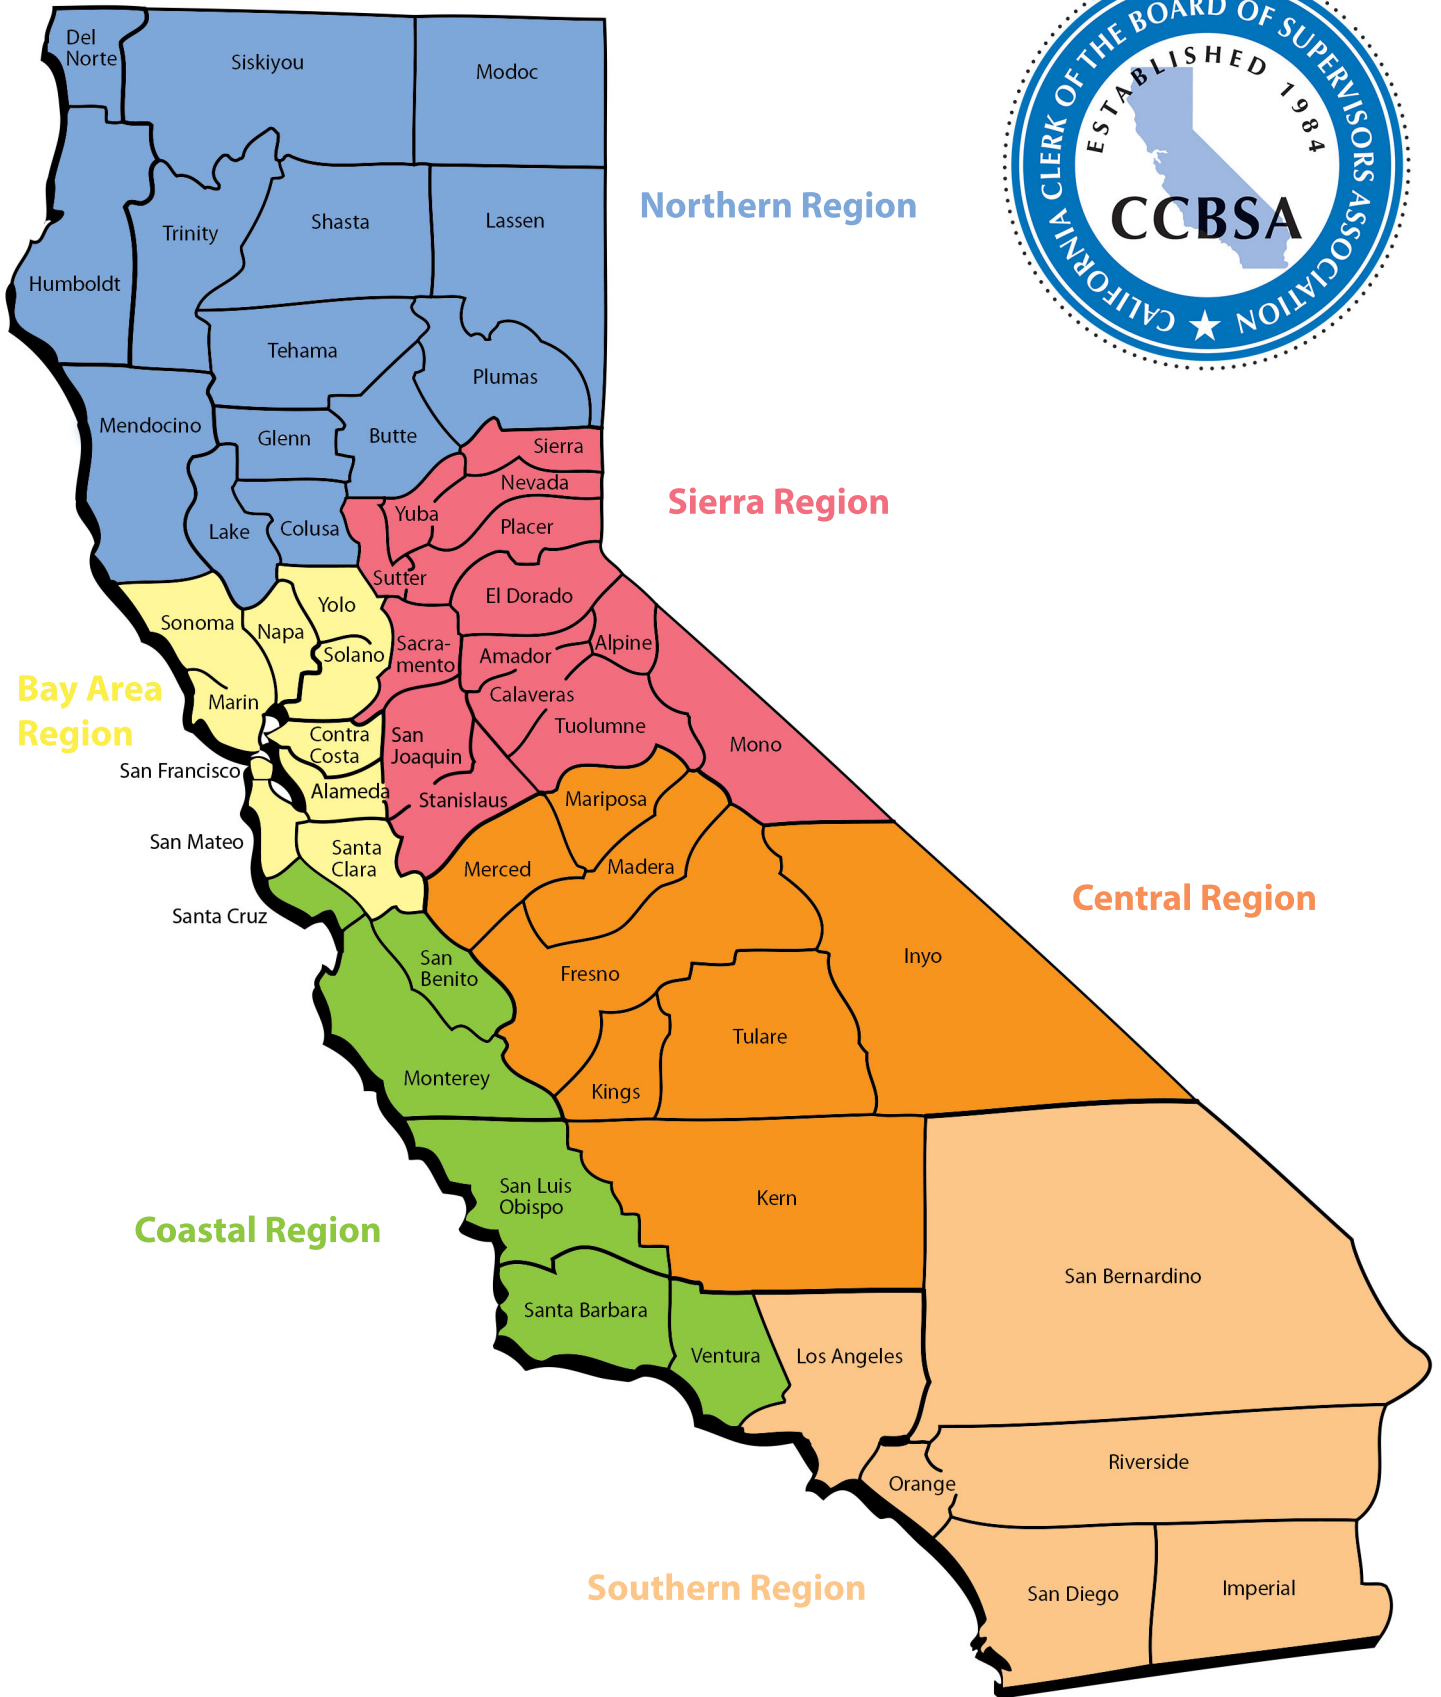 CALIFORNIA CLERK OF THE BOARD OF SUPERVISORS ASSOCIATION
ESTABLISHED 1984
CCBSA
Del
Norte
Siskiyou
Modoc
Humboldt
Trinity
Shasta
Lassen
Northern Region
Tehama
Plumas
Mendocino
Glenn
Butte
Lake
Colusa
Sierra
Nevada
Yuba
Placer
Sutter
El Dorado
Sierra Region
Sonoma
Napa
Yolo
Solano
Sacra-
mento
Amador
Alpine
Calaveras
Tuolumne
Mono
Bay Area
Region
Marin
Contra
Costa
San
Joaquin
San Francisco
Alameda
Stanislaus
Mariposa
San Mateo
Santa
Clara
Merced
Madera
Central Region
Santa Cruz
San
Benito
Fresno
Inyo
Tulare
Monterey
Kings
San Luis
Obispo
Kern
Coastal Region
San Bernardino
Santa Barbara
Ventura
Los Angeles
Riverside
Orange
Southern Region
San Diego
Imperial